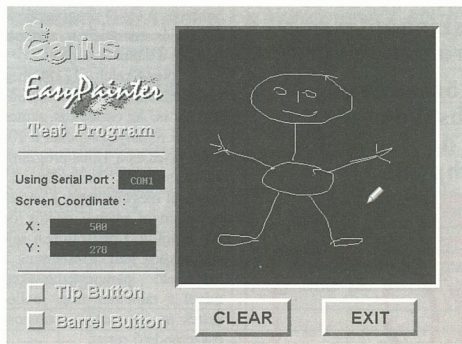 Genius
EasyPainter
Test Program
Using Serial Port : COM1
Screen Coordinate :
X : 500
Y : 278
Tip Button
Barrel Button
CLEAR
EXIT